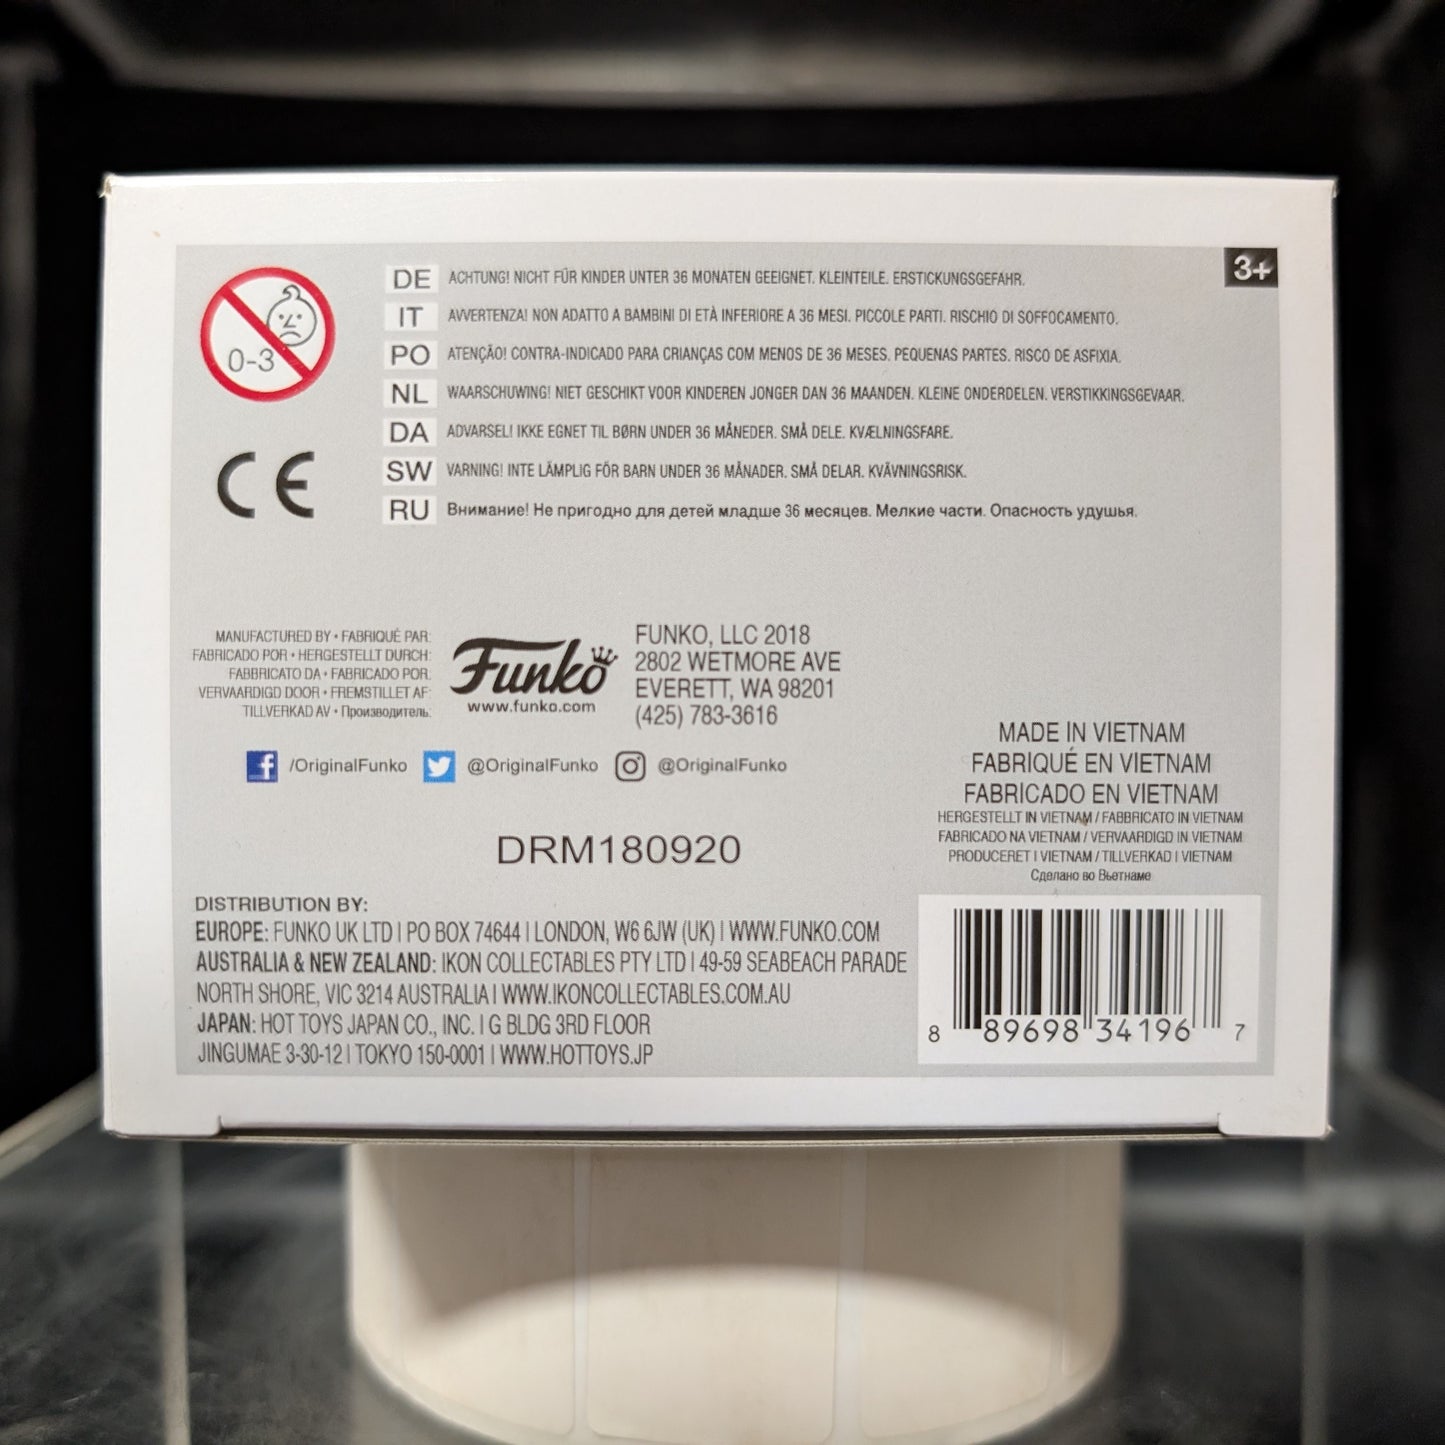 3+
0-3
DE ACHTUNG! NICHT FÜR KINDER UNTER 36 MONATEN GEEIGNET. KLEINTEILE. ERSTICKUNGSGEFAHR.
IT AVVERTENZA! NON ADATTO A BAMBINI DI ETÀ INFERIORE A 36 MESI. PICCOLE PARTI. RISCHIO DI SOFFOCAMENTO.
PO ATENÇÃO! CONTRA-INDICADO PARA CRIANÇAS COM MENOS DE 36 MESES. PEQUENAS PARTES. RISCO DE ASFIXIA.
NL WAARSCHUWING! NIET GESCHIKT VOOR KINDEREN JONGER DAN 36 MAANDEN. KLEINE ONDERDELEN. VERSTIKKINGSGEVAAR.
DA ADVARSEL! IKKE EGNET TIL BØRN UNDER 36 MÅNEDER. SMÅ DELE. KVÆLNINGSFARE.
SW VARNING! INTE LÄMPLIG FÖR BARN UNDER 36 MÅNADER. SMÅ DELAR. KVÄVNINGSRISK.
RU Внимание! Не пригодно для детей младше 36 месяцев. Мелкие части. Опасность удушья.
CE
MANUFACTURED BY • FABRIQUÉ PAR:
FABRICADO POR • HERGESTELLT DURCH:
FABBRICATO DA • FABRICADO POR:
VERVAARDIGD DOOR • FREMSTILLET AF:
TILLVERKAD AV • Производитель:
Funko
www.funko.com
FUNKO, LLC 2018
2802 WETMORE AVE
EVERETT, WA 98201
(425) 783-3616
/OriginalFunko @OriginalFunko @OriginalFunko
DRM180920
MADE IN VIETNAM
FABRIQUÉ EN VIETNAM
FABRICADO EN VIETNAM
HERGESTELLT IN VIETNAM / FABBRICATO IN VIETNAM
FABRICADO NA VIETNAM / VERVAARDIGD IN VIETNAM
PRODUCERET I VIETNAM / TILLVERKAD I VIETNAM
Сделано во Вьетнаме
DISTRIBUTION BY:
EUROPE: FUNKO UK LTD | PO BOX 74644 | LONDON, W6 6JW (UK) | WWW.FUNKO.COM
AUSTRALIA & NEW ZEALAND: IKON COLLECTABLES PTY LTD | 49-59 SEABEACH PARADE
NORTH SHORE, VIC 3214 AUSTRALIA | WWW.IKONCOLLECTABLES.COM.AU
JAPAN: HOT TOYS JAPAN CO., INC. | G BLDG 3RD FLOOR
JINGUMAE 3-30-12 | TOKYO 150-0001 | WWW.HOTTOYS.JP
8 89698 34196 7